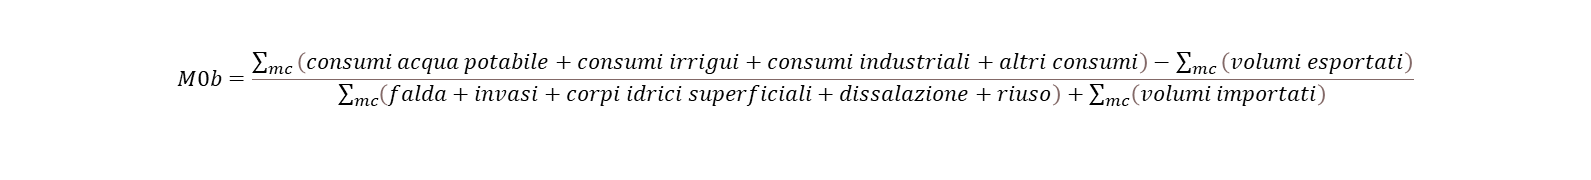 M0b = ∑mc (consumi acqua potabile + consumi irrigui + consumi industriali + altri consumi) − ∑mc (volumi esportati)
∑mc(falda + invasi + corpi idrici superficiali + dissalazione + riuso) + ∑mc(volumi importati)